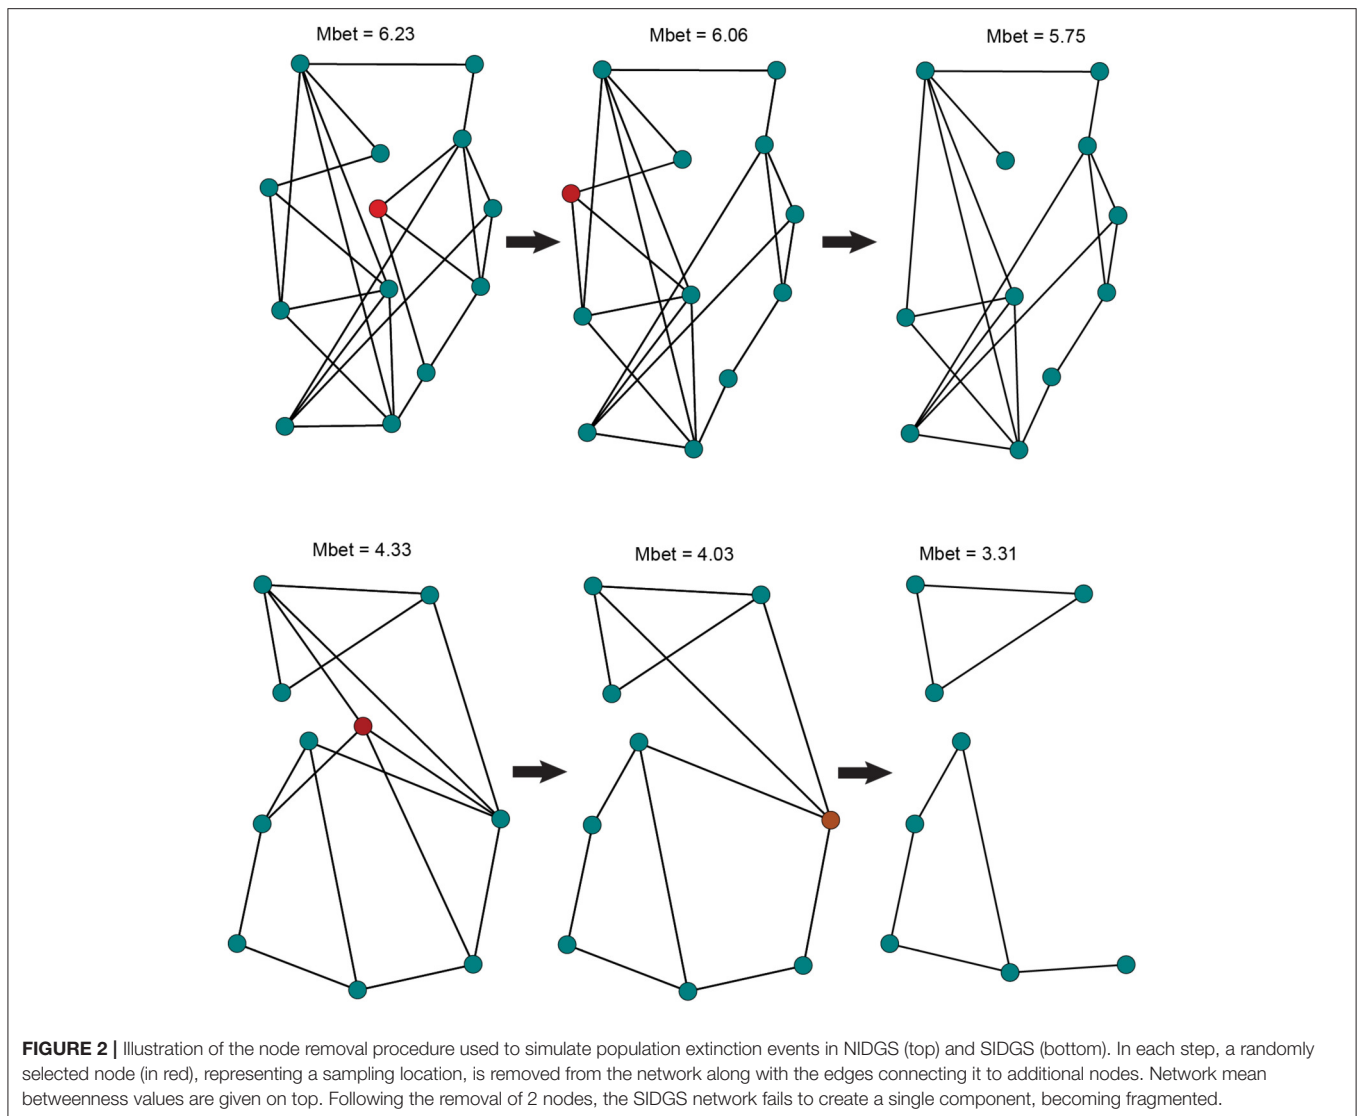 Mbet = 6.23
Mbet = 6.06
Mbet = 5.75
Mbet = 4.33
Mbet = 4.03
Mbet = 3.31
FIGURE 2 | Illustration of the node removal procedure used to simulate population extinction events in NIDGS (top) and SIDGS (bottom). In each step, a randomly
selected node (in red), representing a sampling location, is removed from the network along with the edges connecting it to additional nodes. Network mean
betweenness values are given on top. Following the removal of 2 nodes, the SIDGS network fails to create a single component, becoming fragmented.